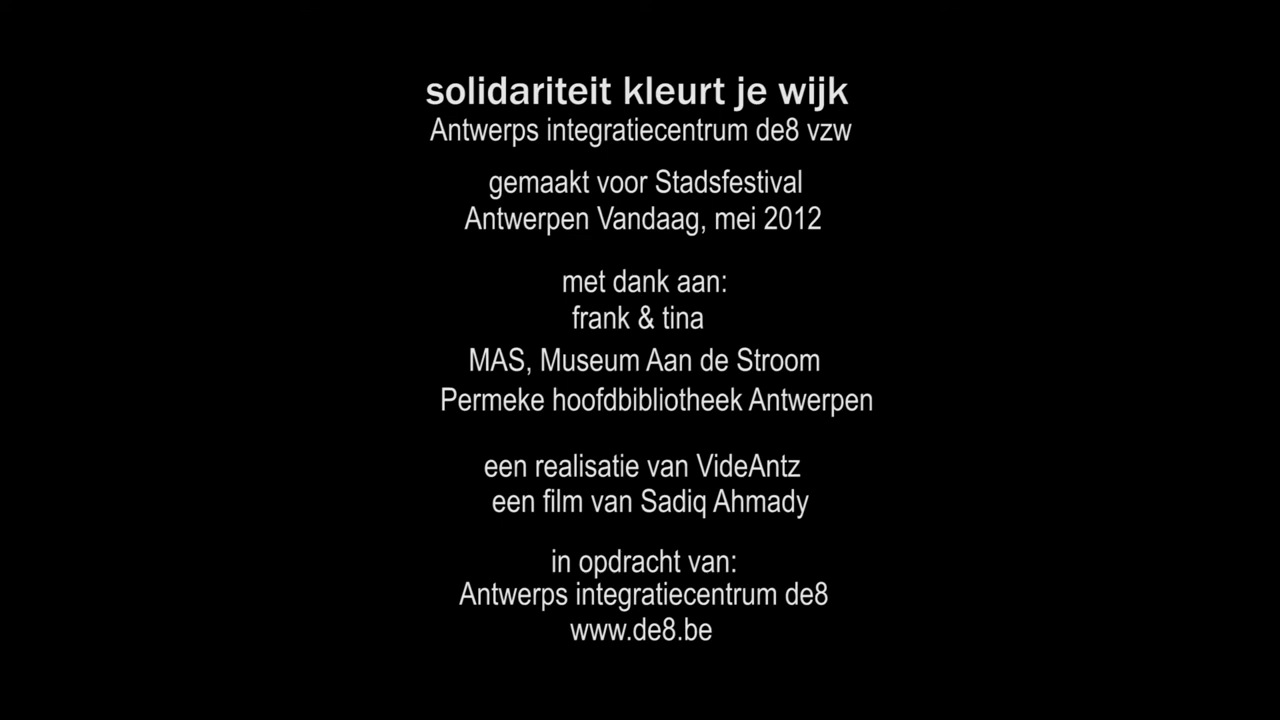 solidariteit kleurt je wijk
Antwerps integratiecentrum de8 vzw
gemaakt voor Stadsfestival
Antwerpen Vandaag, mei 2012
met dank aan:
frank & tina
MAS, Museum Aan de Stroom
Permeke hoofdbibliotheek Antwerpen
een realisatie van VideAntz
een film van Sadiq Ahmady
in opdracht van:
Antwerps integratiecentrum de8
www.de8.be